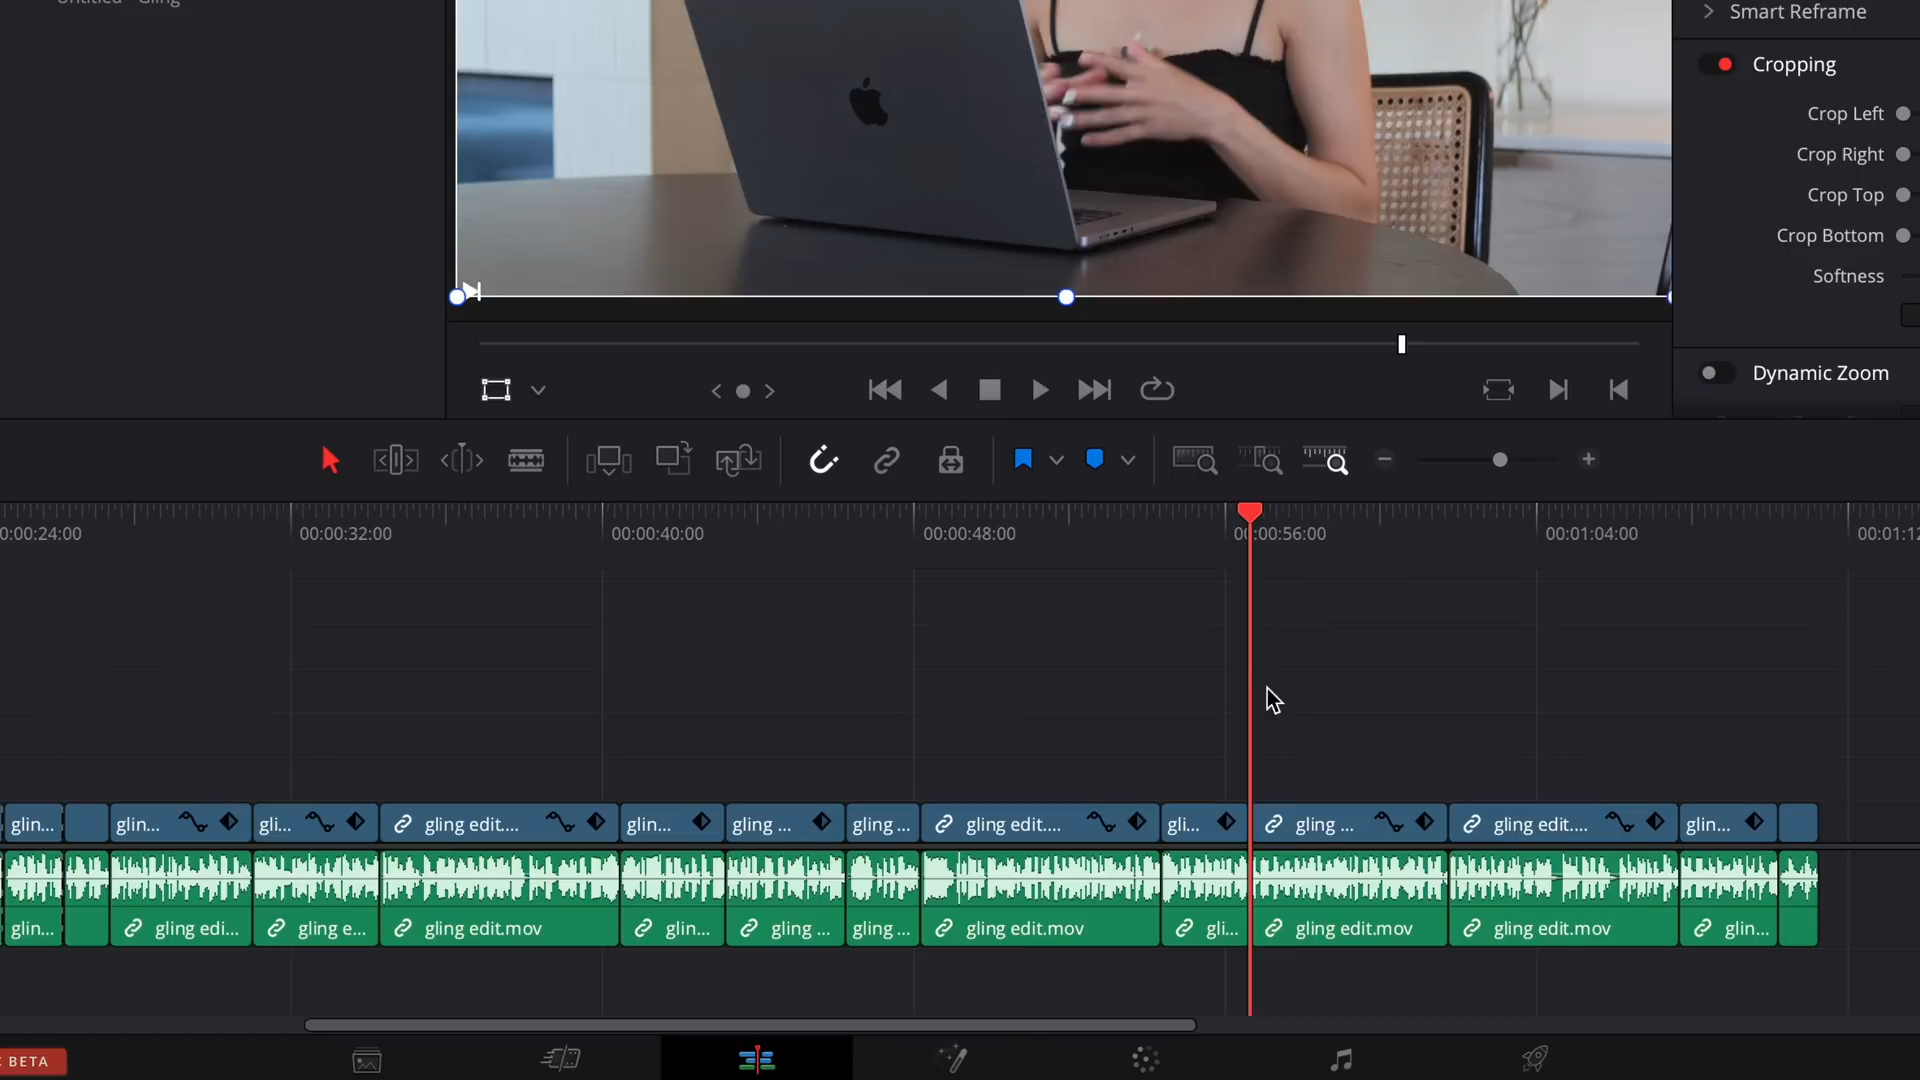 Untitled - Gling
Smart Reframe
Cropping
Crop Left
Crop Right
Crop Top
Crop Bottom
Softness
Dynamic Zoom
0:00:24:00
00:00:32:00
00:00:40:00
00:00:48:00
00:00:56:00
00:01:04:00
00:01:12
glin...
glin...
gli...
gling edit....
glin...
gling ...
gling ...
gling edit....
gli...
gling ...
gling edit....
glin...
glin...
gling edi...
gling e...
gling edit.mov
glin...
gling ...
gling ...
gling edit.mov
gli...
gling edit.mov
gling edit.mov
glin...
BETA